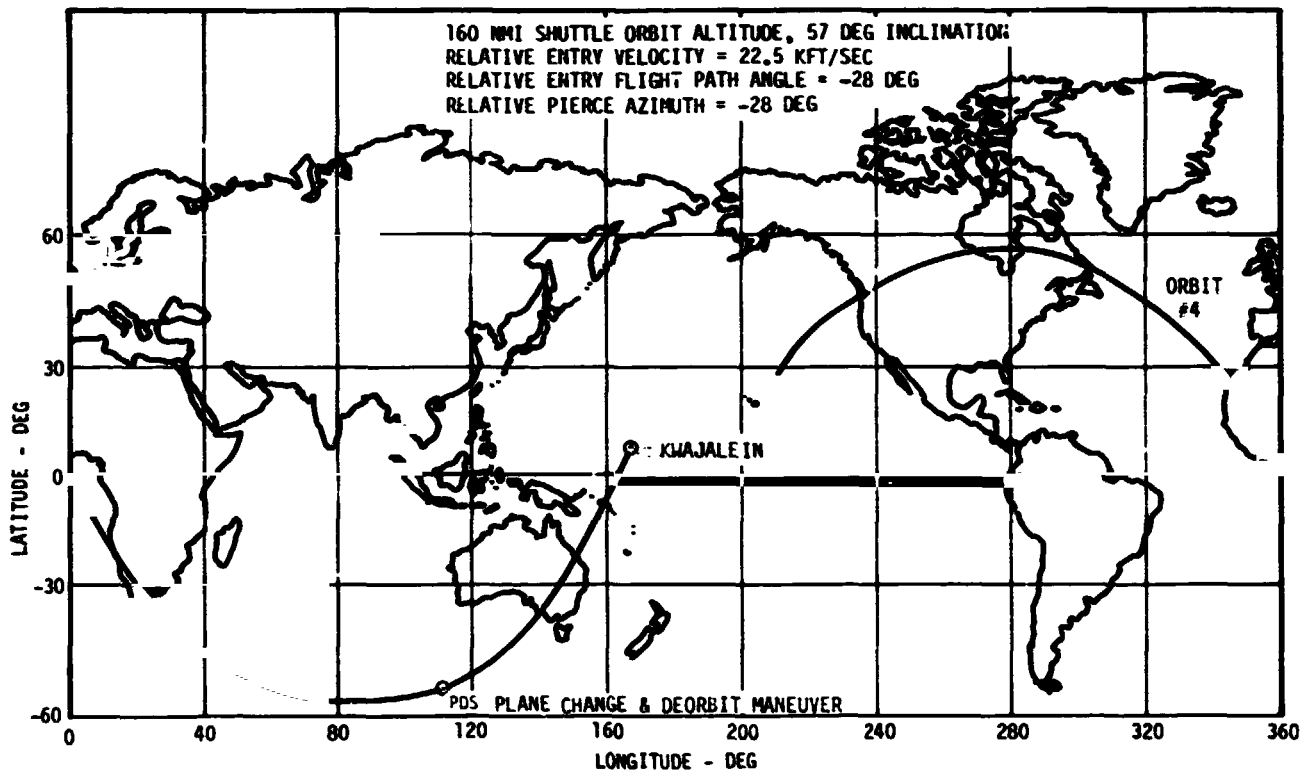 160 NMI SHUTTLE ORBIT ALTITUDE, 57 DEG INCLINATION
RELATIVE ENTRY VELOCITY = 22.5 KFT/SEC
RELATIVE ENTRY FLIGHT PATH ANGLE = -28 DEG
RELATIVE PIERCE AZIMUTH = -28 DEG
60
ORBIT
#4
30
LATITUDE - DEG
KWAJALEIN
0
-30
PDS PLANE CHANGE & DEORBIT MANEUVER
-60
0 40 80 120 160 200 240 280 320 360
LONGITUDE - DEG